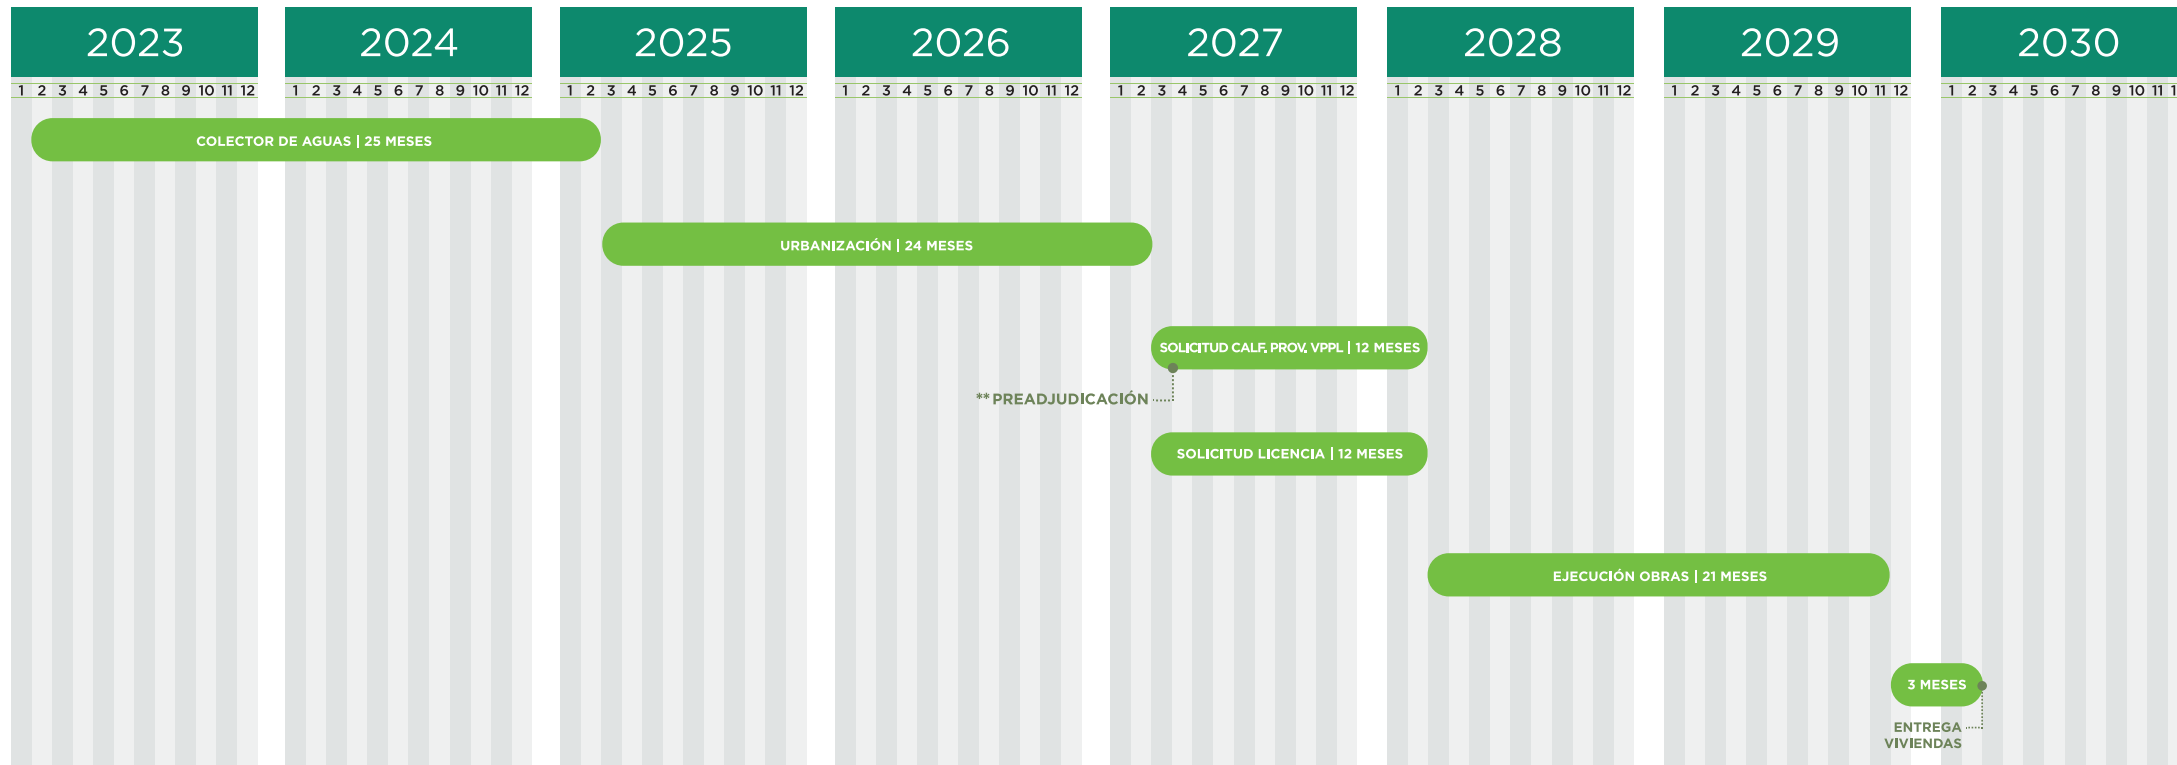 2023 2024 2025 2026 2027 2028 2029 2030
1 2 3 4 5 6 7 8 9 10 11 12 1 2 3 4 5 6 7 8 9 10 11 12 1 2 3 4 5 6 7 8 9 10 11 12 1 2 3 4 5 6 7 8 9 10 11 12 1 2 3 4 5 6 7 8 9 10 11 12 1 2 3 4 5 6 7 8 9 10 11 12 1 2 3 4 5 6 7 8 9 10 11 12 1 2 3 4 5 6 7 8 9 10 11 1
COLECTOR DE AGUAS | 25 MESES
URBANIZACIÓN | 24 MESES
SOLICITUD CALF. PROV. VPPL | 12 MESES
** PREADJUDICACIÓN
SOLICITUD LICENCIA | 12 MESES
EJECUCIÓN OBRAS | 21 MESES
3 MESES
ENTREGA
VIVIENDAS